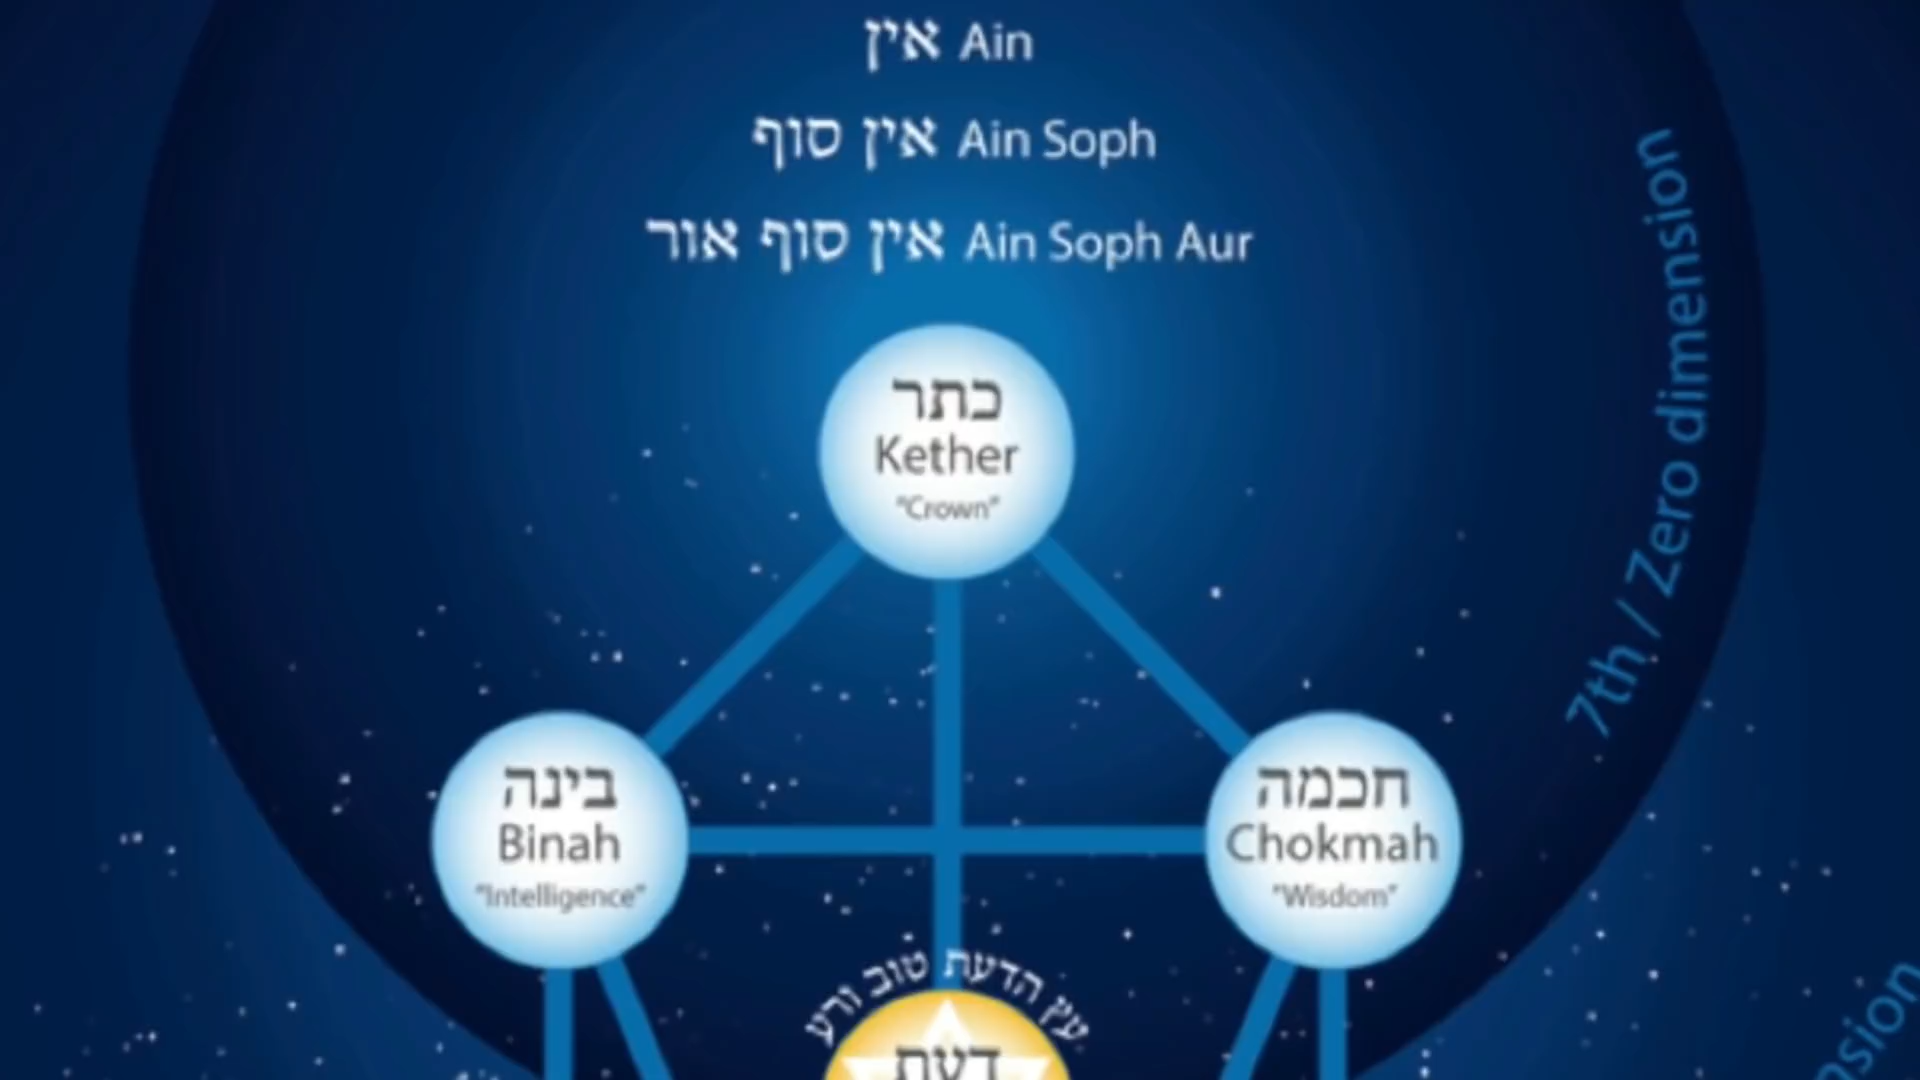 אין Ain
אין סוף Ain Soph
אין סוף אור Ain Soph Aur
כתר
Kether
"Crown"
7th / Zero dimension
בינה
Binah
"Intelligence"
חכמה
Chokmah
"Wisdom"
עץ הדעת טוב ורע
דעת